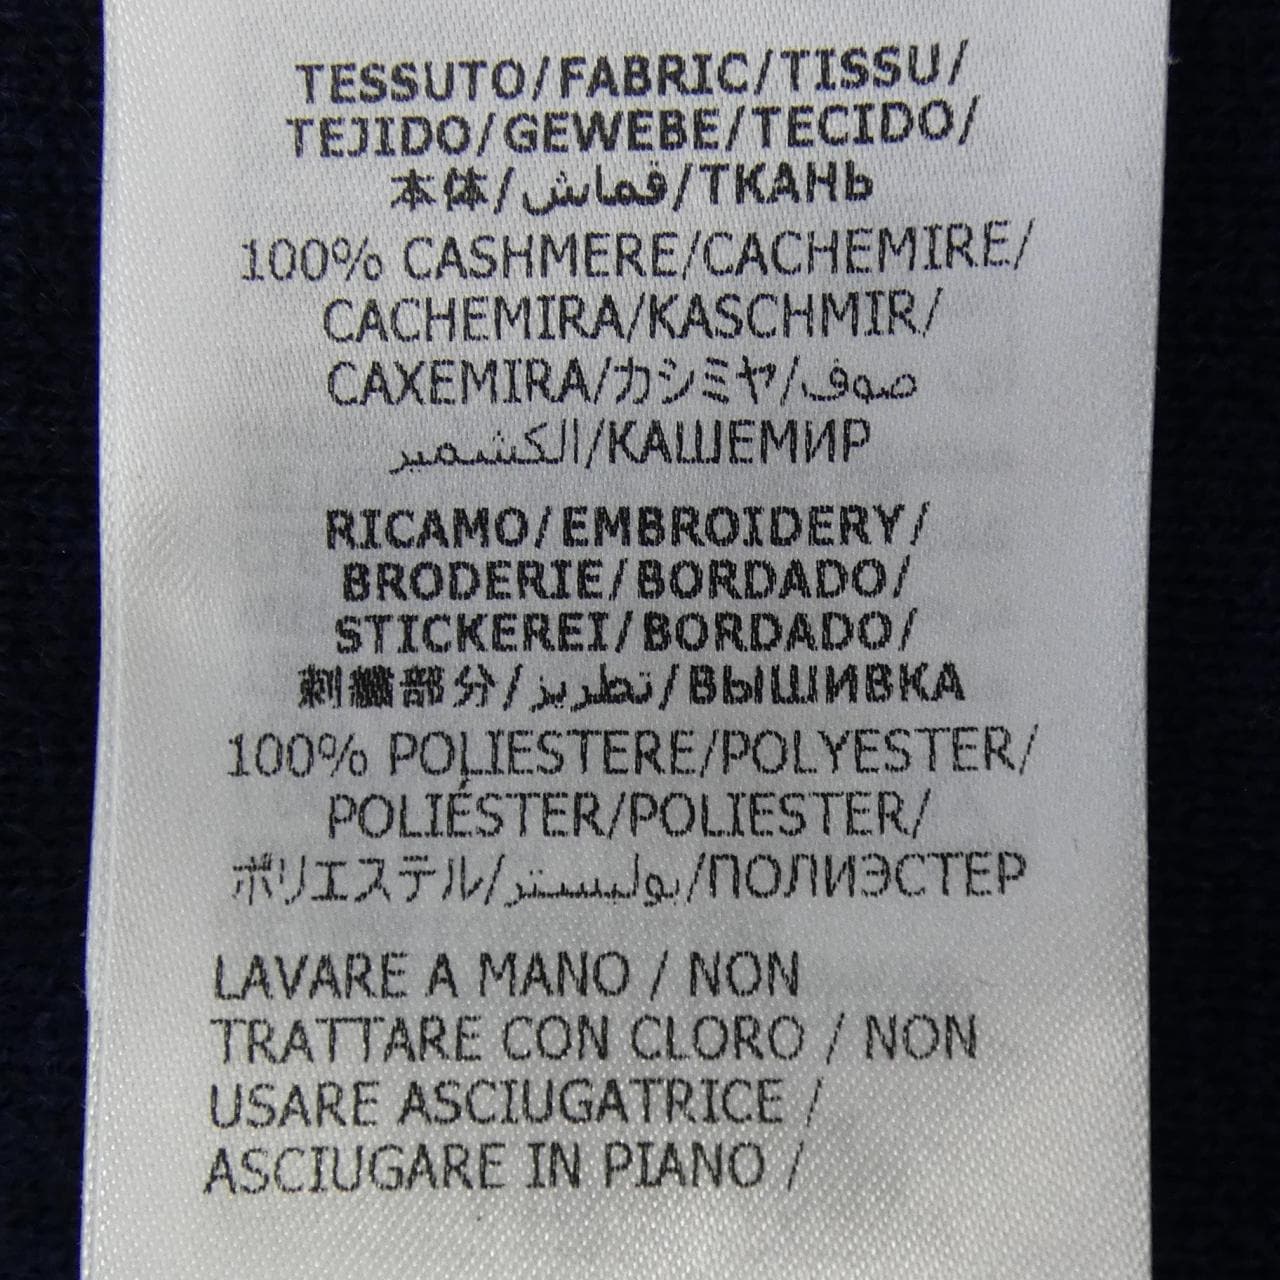 TESSUTO/FABRIC/TISSU/
TEJIDO/GEWEBE/TECIDO/
本体/قماش/ТКАНЬ
100% CASHMERE/CACHEMIRE/
CACHEMIRA/KASCHMIR/
CAXEMIRA/カシミヤ/صوف
الكشمير/КАШЕМИР
RICAMO/EMBROIDERY/
BRODERIE/BORDADO/
STICKEREI/BORDADO/
刺繍部分/تطريز/ВЫШИВКА
100% POLIESTERE/POLYESTER/
POLIÉSTER/POLIESTER/
ポリエステル/بوليستر/ПОЛИЭСТЕР
LAVARE A MANO / NON
TRATTARE CON CLORO / NON
USARE ASCIUGATRICE /
ASCIUGARE IN PIANO /